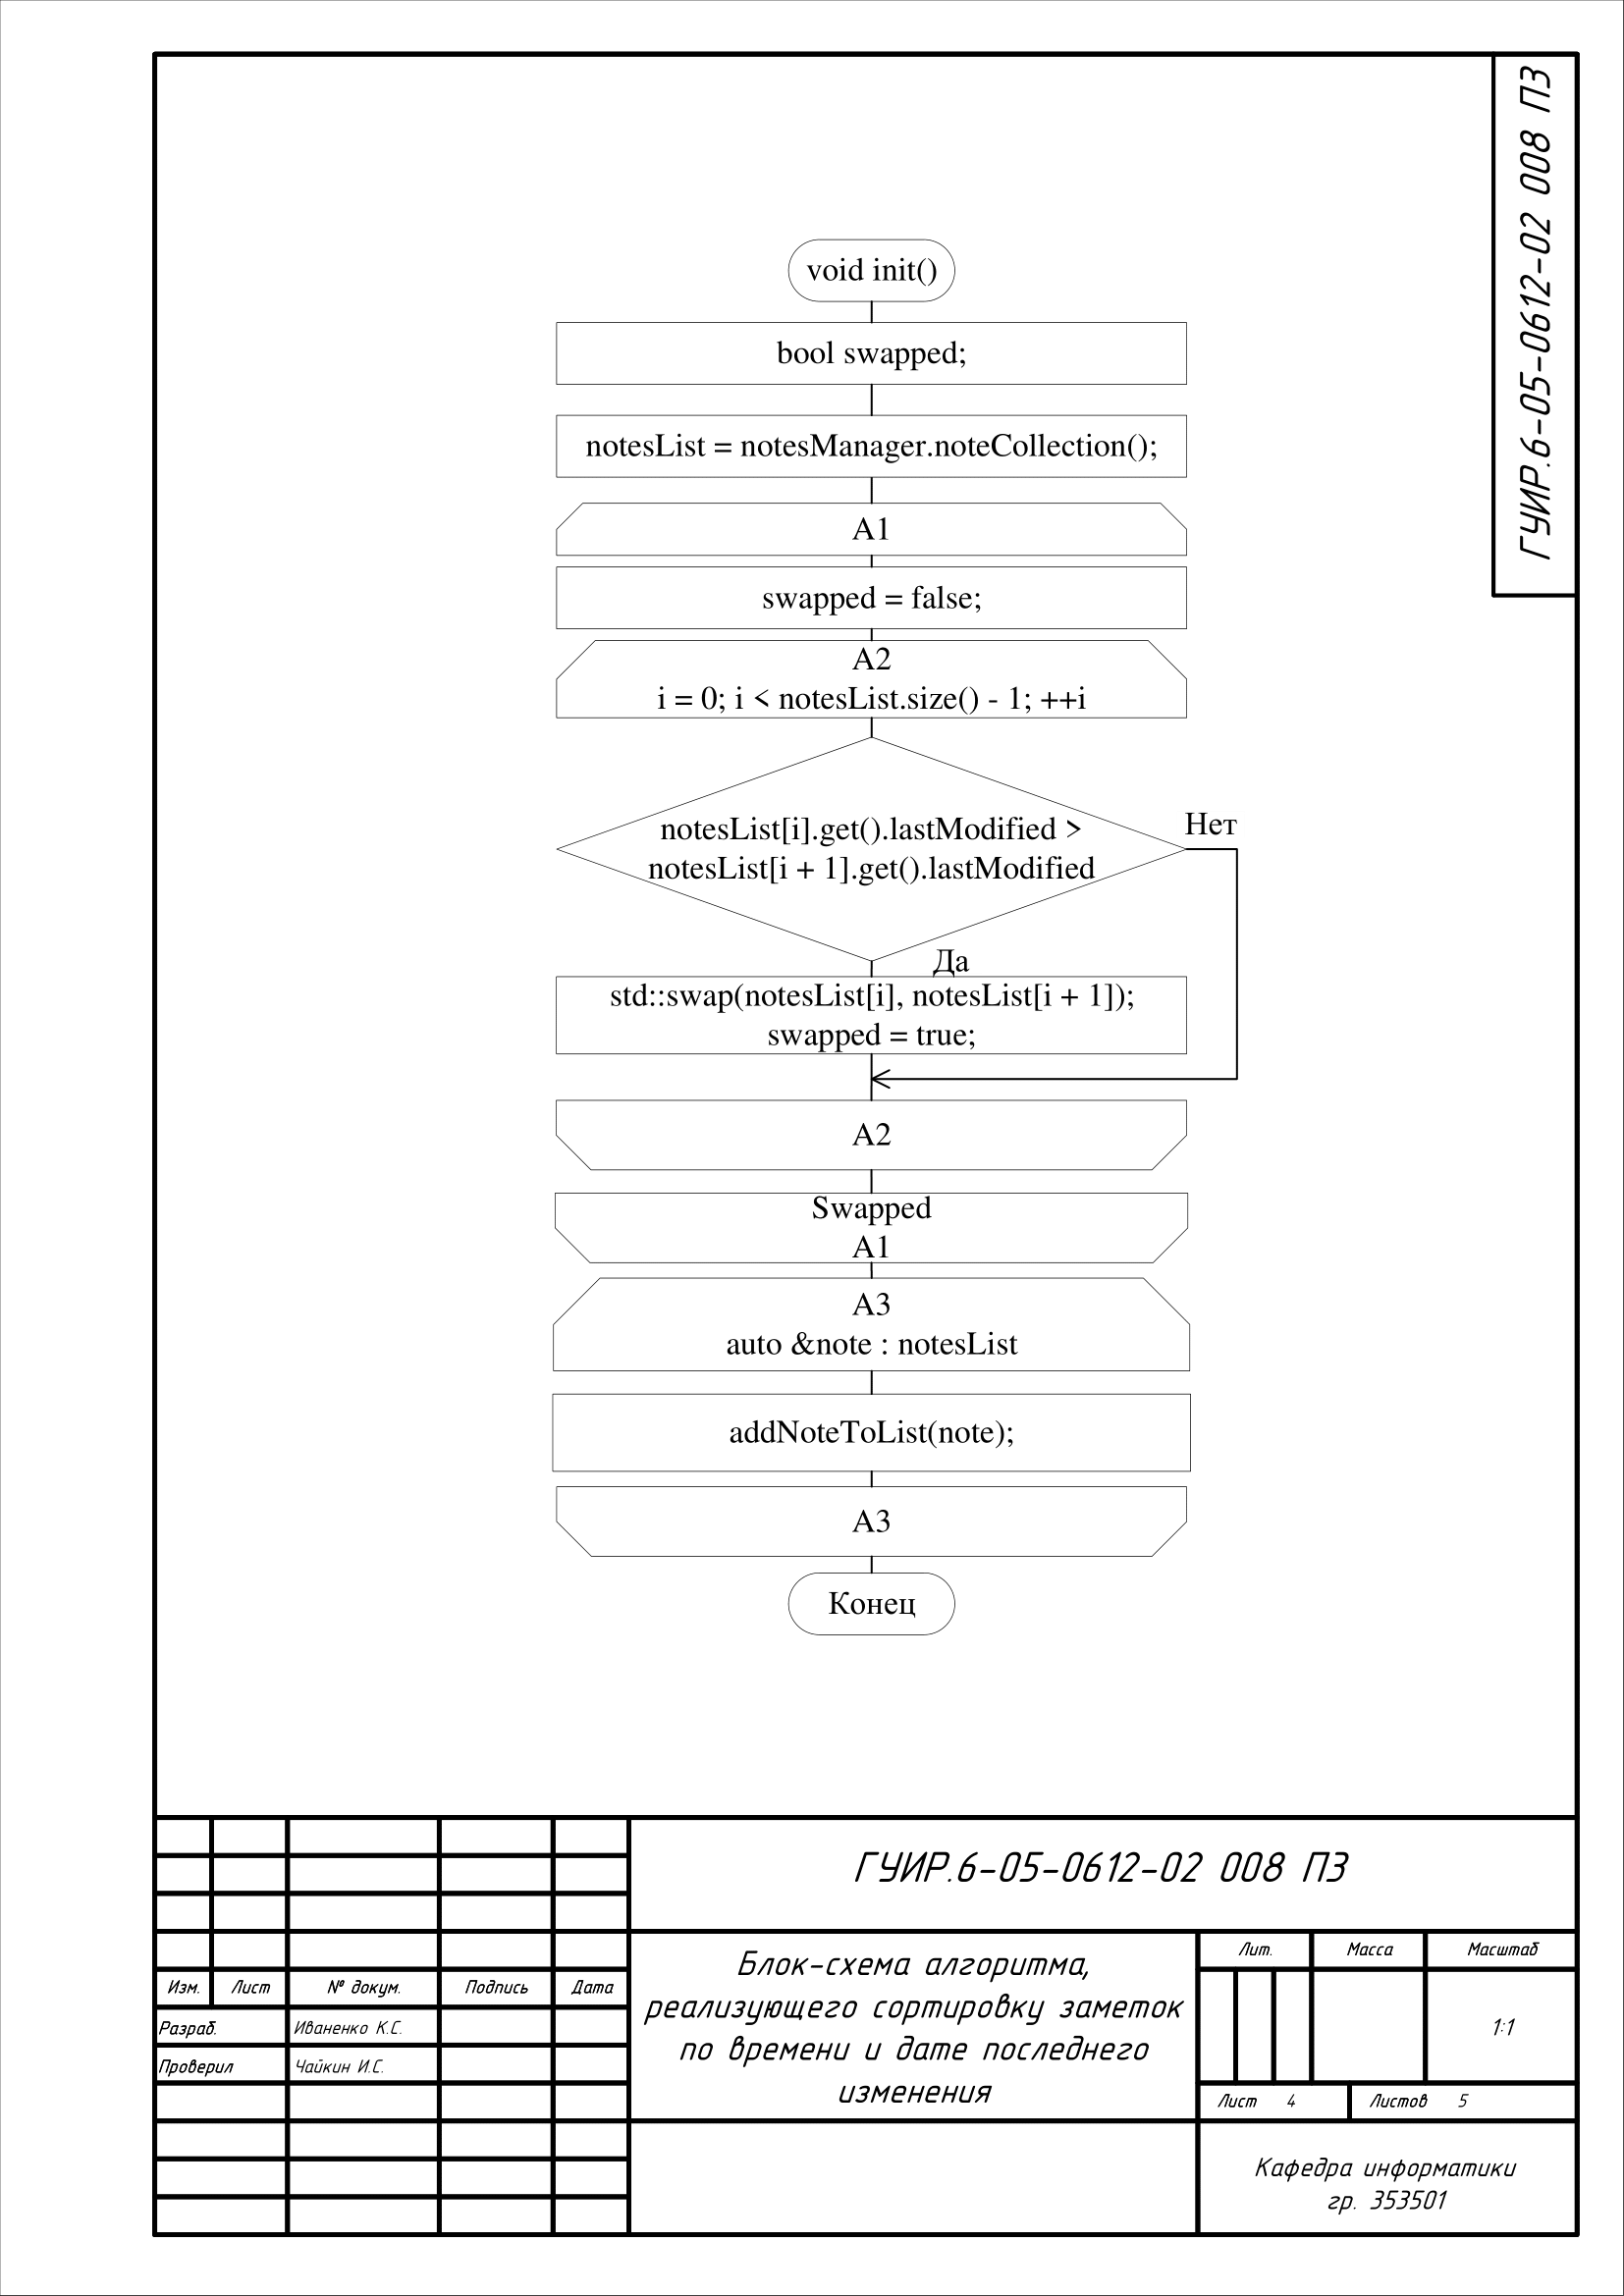 ГУИР.6-05-0612-02 008 ПЗ
void init()
bool swapped;
notesList = notesManager.noteCollection();
A1
swapped = false;
A2
i = 0; i < notesList.size() - 1; ++i
notesList[i].get().lastModified >
notesList[i + 1].get().lastModified
Нет
Да
std::swap(notesList[i], notesList[i + 1]);
swapped = true;
A2
Swapped
A1
A3
auto &note : notesList
addNoteToList(note);
A3
Конец
ГУИР.6-05-0612-02 008 ПЗ
Блок-схема алгоритма,
реализующего сортировку заметок
по времени и дате последнего
изменения
Лит. Масса Масштаб
1:1
Лист 4 Листов 5
Кафедра информатики
гр. 353501
Изм. Лист № докум. Подпись Дата
Разраб. Иваненко К.С.
Проверил Чайкин И.С.